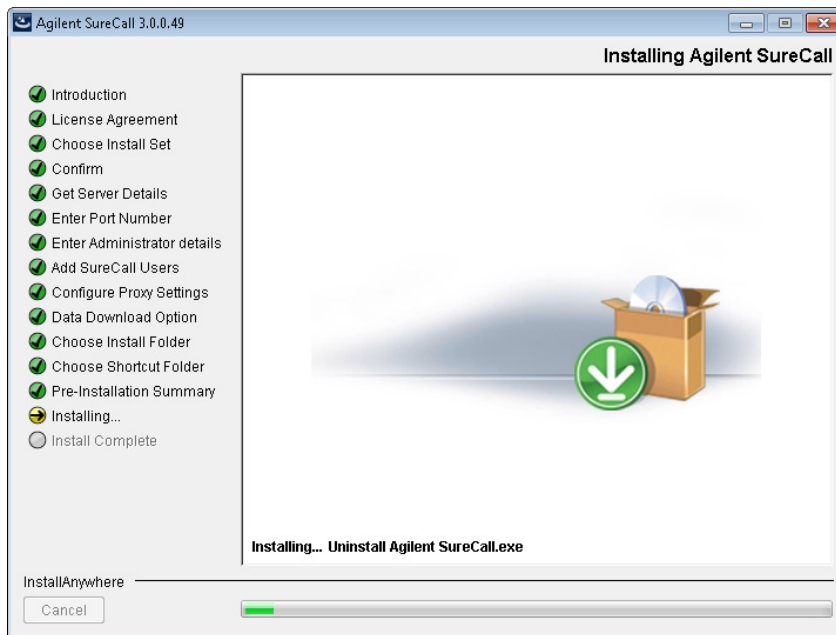 Agilent SureCall 3.0.0.49
Installing Agilent SureCall
Introduction
License Agreement
Choose Install Set
Confirm
Get Server Details
Enter Port Number
Enter Administrator details
Add SureCall Users
Configure Proxy Settings
Data Download Option
Choose Install Folder
Choose Shortcut Folder
Pre-Installation Summary
Installing...
Install Complete
Installing... Uninstall Agilent SureCall.exe
InstallAnywhere
Cancel